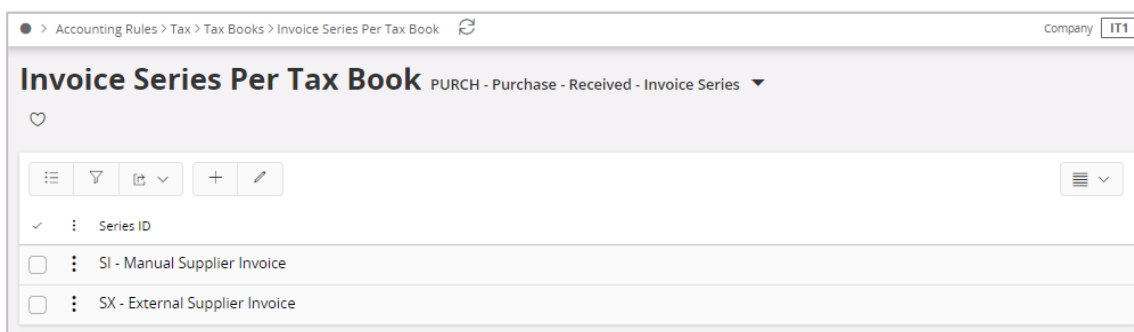 > Accounting Rules > Tax > Tax Books > Invoice Series Per Tax Book Company IT1
Invoice Series Per Tax Book PURCH - Purchase - Received - Invoice Series
Series ID
SI - Manual Supplier Invoice
SX - External Supplier Invoice